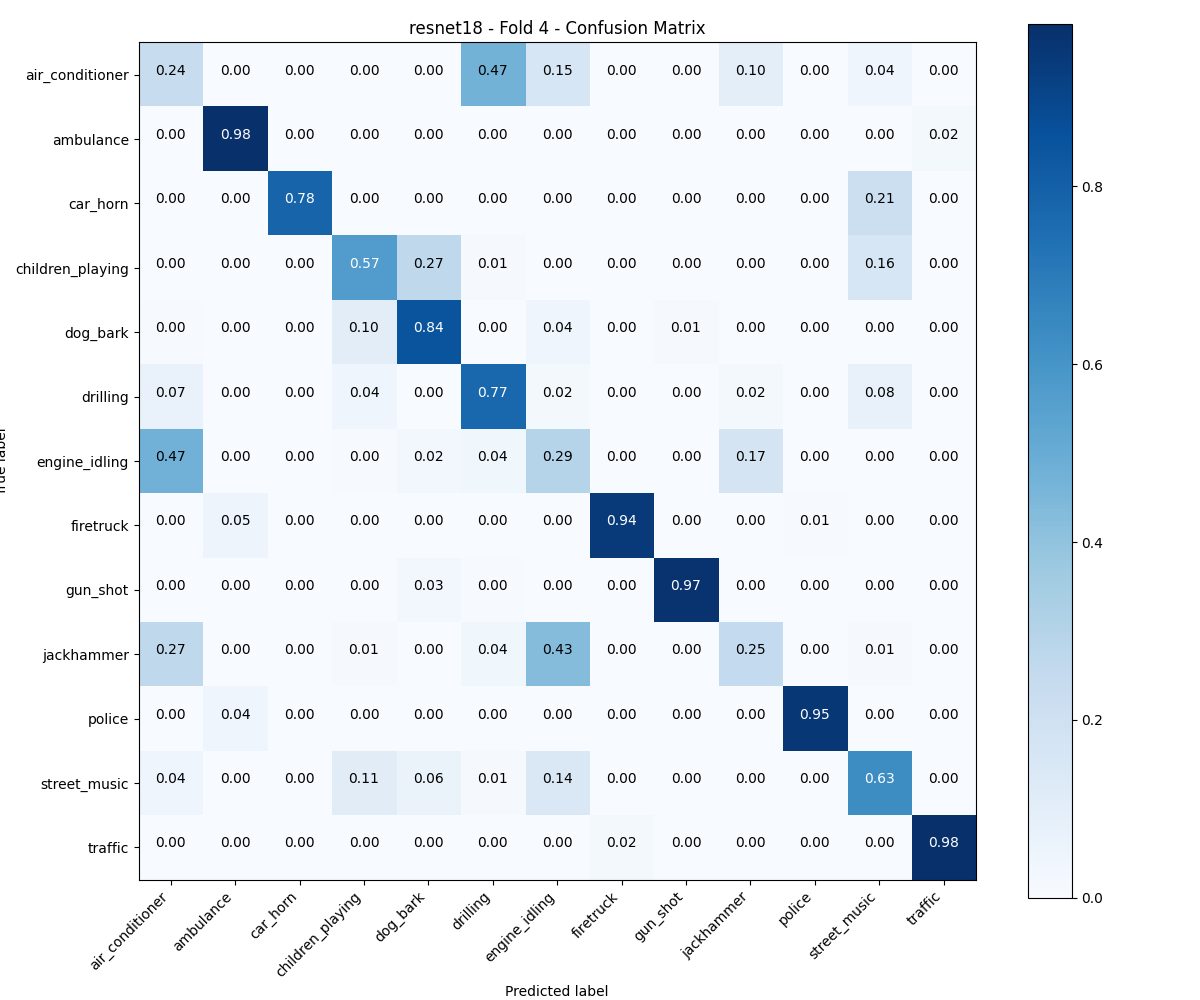 resnet18 - Fold 4 - Confusion Matrix
air_conditioner 0.24 0.00 0.00 0.00 0.00 0.47 0.15 0.00 0.00 0.10 0.00 0.04 0.00
ambulance 0.00 0.98 0.00 0.00 0.00 0.00 0.00 0.00 0.00 0.00 0.00 0.00 0.02
car_horn 0.00 0.00 0.78 0.00 0.00 0.00 0.00 0.00 0.00 0.00 0.00 0.21 0.00
children_playing 0.00 0.00 0.00 0.57 0.27 0.01 0.00 0.00 0.00 0.00 0.00 0.16 0.00
dog_bark 0.00 0.00 0.00 0.10 0.84 0.00 0.04 0.00 0.01 0.00 0.00 0.00 0.00
drilling 0.07 0.00 0.00 0.04 0.00 0.77 0.02 0.00 0.00 0.02 0.00 0.08 0.00
engine_idling 0.47 0.00 0.00 0.00 0.02 0.04 0.29 0.00 0.00 0.17 0.00 0.00 0.00
firetruck 0.00 0.05 0.00 0.00 0.00 0.00 0.00 0.94 0.00 0.00 0.01 0.00 0.00
gun_shot 0.00 0.00 0.00 0.00 0.03 0.00 0.00 0.00 0.97 0.00 0.00 0.00 0.00
jackhammer 0.27 0.00 0.00 0.01 0.00 0.04 0.43 0.00 0.00 0.25 0.00 0.01 0.00
police 0.00 0.04 0.00 0.00 0.00 0.00 0.00 0.00 0.00 0.00 0.95 0.00 0.00
street_music 0.04 0.00 0.00 0.11 0.06 0.01 0.14 0.00 0.00 0.00 0.00 0.63 0.00
traffic 0.00 0.00 0.00 0.00 0.00 0.00 0.00 0.02 0.00 0.00 0.00 0.00 0.98
air_conditioner ambulance car_horn children_playing dog_bark drilling engine_idling firetruck gun_shot jackhammer police street_music traffic
Predicted label
0.8
0.6
0.4
0.2
0.0